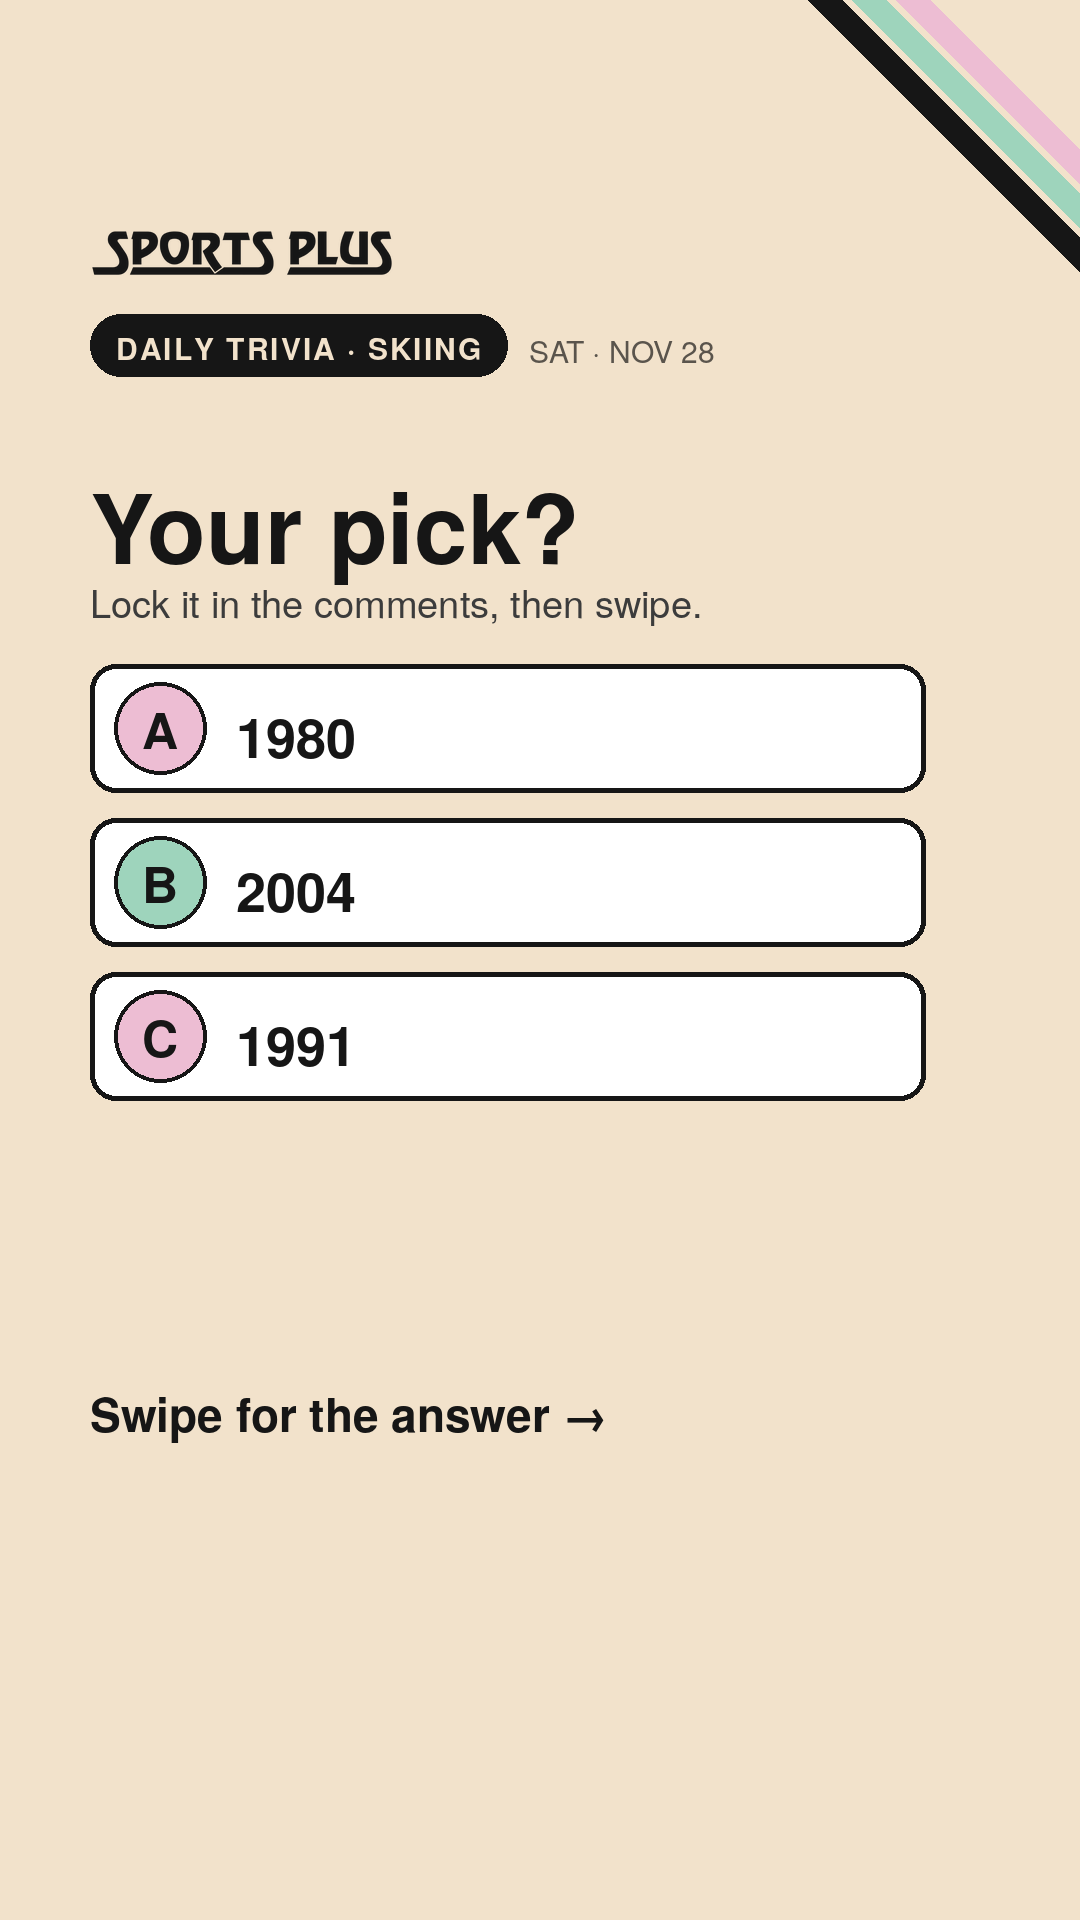 SPORTS PLUS
DAILY TRIVIA · SKIING SAT · NOV 28
Your pick?
Lock it in the comments, then swipe.
A 1980
B 2004
C 1991
Swipe for the answer →